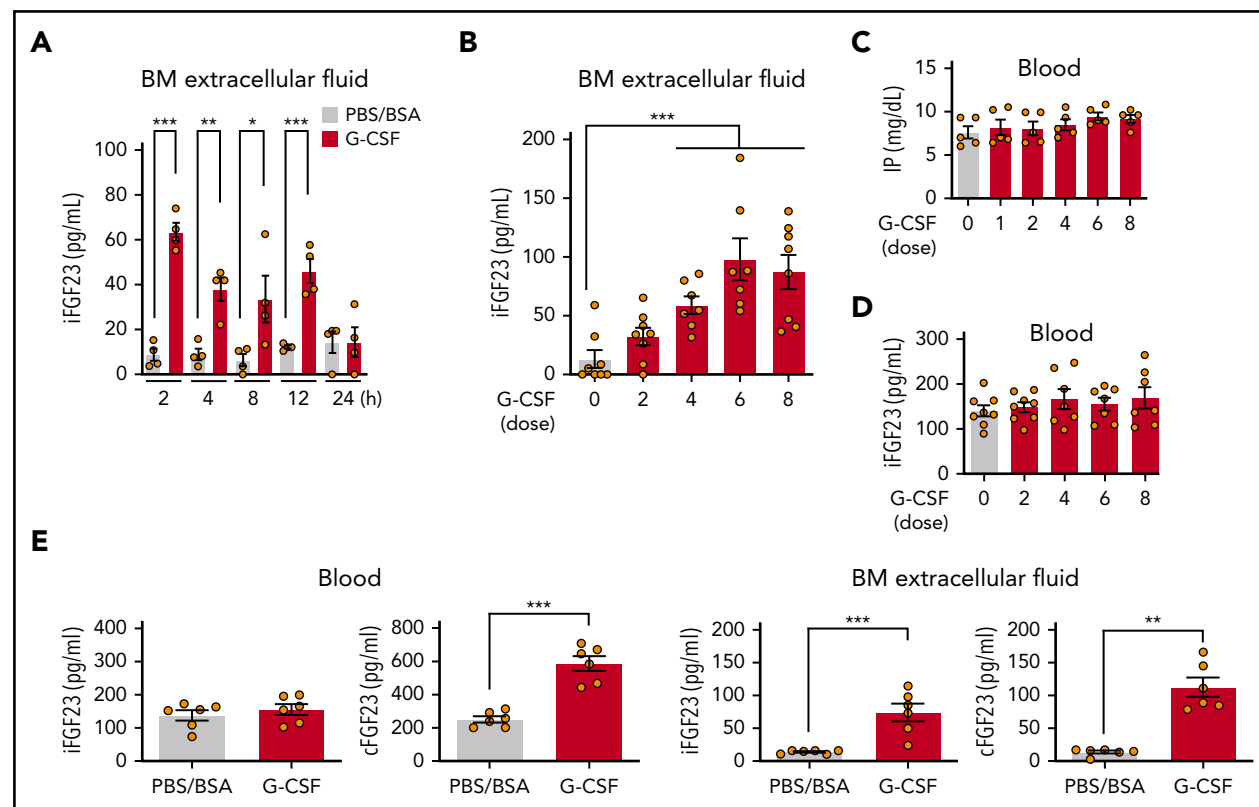 A
BM extracellular fluid
PBS/BSA
G-CSF
*** ** * ***
iFGF23 (pg/mL)
100
80
60
40
20
0
2 4 8 12 24 (h)
B
BM extracellular fluid
***
iFGF23 (pg/mL)
200
150
100
50
0
G-CSF
(dose)
0 2 4 6 8
C
Blood
IP (mg/dL)
15
10
5
0
G-CSF
(dose)
0 1 2 4 6 8
D
Blood
iFGF23 (pg/mL)
300
200
100
0
G-CSF
(dose)
0 2 4 6 8
E
Blood
iFGF23 (pg/ml)
400
300
200
100
0
PBS/BSA G-CSF
cFGF23 (pg/ml)
800
600
400
200
0
***
PBS/BSA G-CSF
BM extracellular fluid
iFGF23 (pg/ml)
200
150
100
50
0
***
PBS/BSA G-CSF
cFGF23 (pg/ml)
200
150
100
50
0
**
PBS/BSA G-CSF